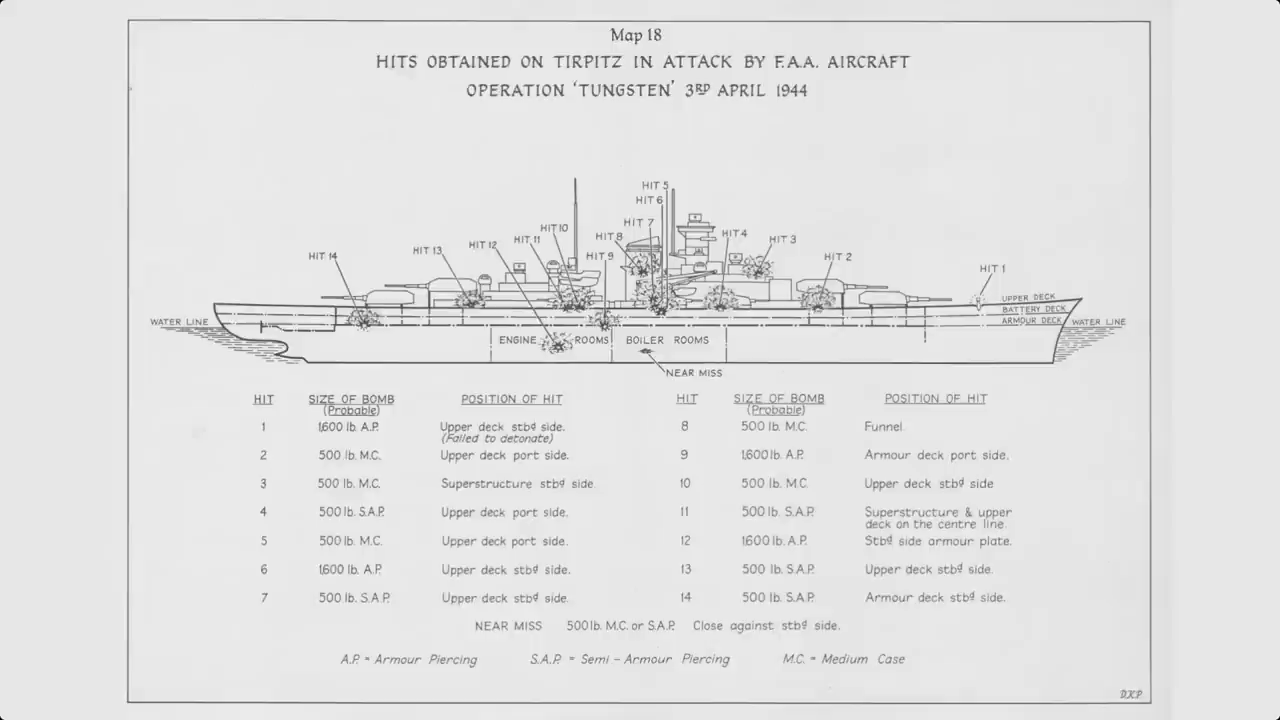 Map 18
HITS OBTAINED ON TIRPITZ IN ATTACK BY F.A.A. AIRCRAFT
OPERATION 'TUNGSTEN' 3RD APRIL 1944
HIT 5
HIT 6
HIT 7
HIT 10
HIT 8
HIT 4
HIT 11
HIT 3
HIT 12
HIT 13
HIT 14
HIT 9
HIT 2
HIT 1
UPPER DECK
BATTERY DECK
ARMOUR DECK
WATER LINE
WATER LINE
ENGINE ROOMS
BOILER ROOMS
NEAR MISS
HIT SIZE OF BOMB (Probable) POSITION OF HIT
1 1,600 lb. A.P. Upper deck stbd side.
(Failed to detonate)
2 500 lb. M.C. Upper deck port side.
3 500 lb. M.C. Superstructure stbd side.
4 500 lb. S.A.P. Upper deck port side.
5 500 lb. M.C. Upper deck port side.
6 1,600 lb. A.P. Upper deck stbd side.
7 500 lb. S.A.P. Upper deck stbd side.
HIT SIZE OF BOMB (Probable) POSITION OF HIT
8 500 lb. M.C. Funnel.
9 1,600 lb. A.P. Armour deck port side.
10 500 lb. M.C. Upper deck stbd side
11 500 lb. S.A.P. Superstructure & upper
deck on the centre line.
12 1,600 lb. A.P. Stbd side armour plate.
13 500 lb. S.A.P. Upper deck stbd side.
14 500 lb. S.A.P. Armour deck stbd side.
NEAR MISS 500 lb. M.C. or S.A.P. Close against stbd side.
A.P. = Armour Piercing S.A.P. = Semi-Armour Piercing M.C. = Medium Case
D.K.P.